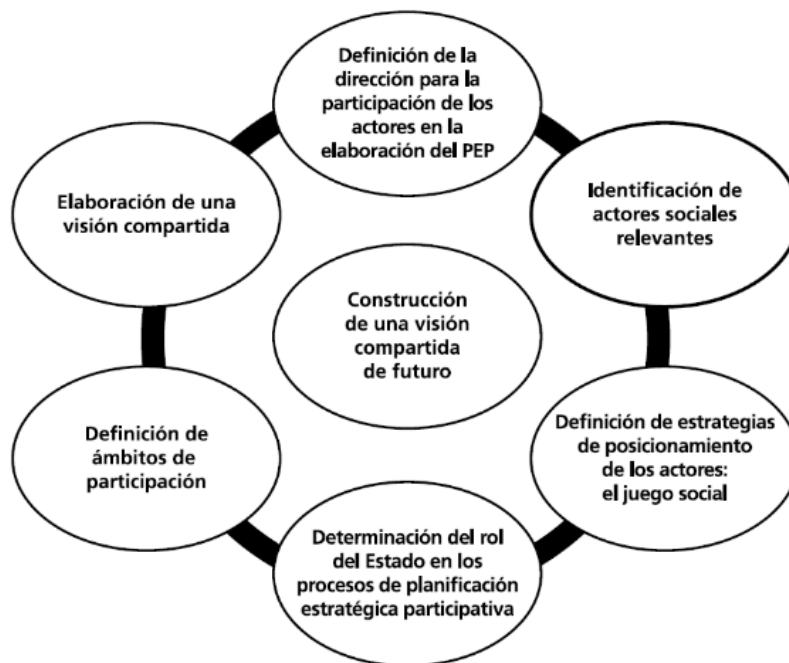 Definición de la
dirección para la
participación de los
actores en la
elaboración del PEP
Identificación de
actores sociales
relevantes
Definición de estrategias
de posicionamiento
de los actores:
el juego social
Determinación del rol
del Estado en los
procesos de planificación
estratégica participativa
Definición de
ámbitos de
participación
Elaboración de una
visión compartida
Construcción
de una visión
compartida
de futuro